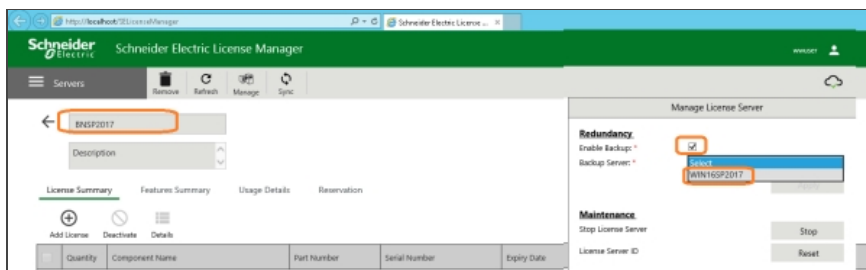 http://localhost/SELicenseManager
Schneider Electric License ...
Schneider Electric
Schneider Electric License Manager
Servers
Remove
Refresh
Manage
Sync
BNSP2017
Description
License Summary
Features Summary
Usage Details
Reservation
Add License
Deactivate
Details
Quantity
Component Name
Part Number
Serial Number
Expiry Date
Manage License Server
Redundancy
Enable Backup: *
Backup Server: *
Select
WIN16SP2017
Apply
Maintenance
Stop License Server
Stop
License Server ID
Reset